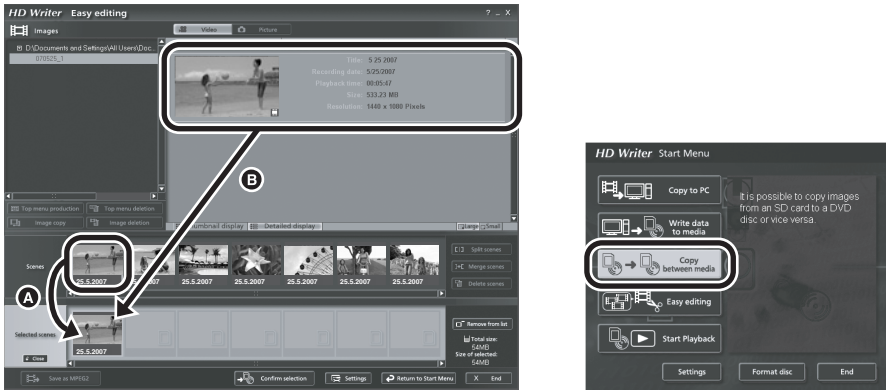 HD Writer Easy editing
? _ X
Images
Video
Picture
D:\Documents and Settings\All Users\Doc...
070525_1
Title: 5 25 2007
Recording date: 5/25/2007
Playback time: 00:05:47
Size: 533.23 MB
Resolution: 1440 x 1080 Pixels
B
Top menu production
Top menu deletion
Image copy
Image deletion
Thumbnail display
Detailed display
Large
Small
Scenes
25.5.2007
25.5.2007
25.5.2007
25.5.2007
25.5.2007
25.5.2007
25.5.2007
Split scenes
Merge scenes
Delete scenes
A
Selected scenes
Close
25.5.2007
Remove from list
Total size:
54MB
Size of selected:
54MB
Save as MPEG2
Confirm selection
Settings
Return to Start Menu
X End
HD Writer Start Menu
Copy to PC
Write data
to media
Copy
between media
Easy editing
Start Playback
It is possible to copy images
from an SD card to a DVD
disc or vice versa.
Settings
Format disc
End